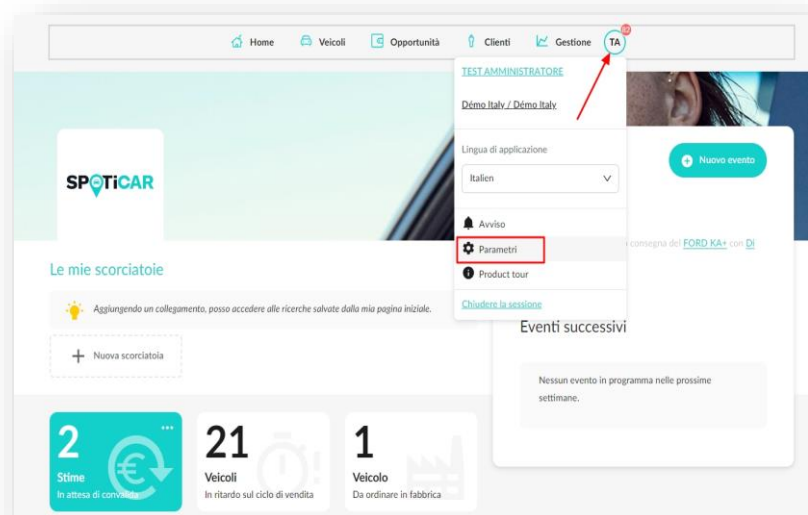 Home
Veicoli
Opportunità
Clienti
Gestione
TA
TEST AMMINISTRATORE
Démo Italy / Démo Italy
Lingua di applicazione
Italien
Avviso
Parametri
Product tour
Chiudere la sessione
Nuovo evento
SPOTiCAR
consegna del FORD KA+ con Di
Le mie scorciatoie
Aggiungendo un collegamento, posso accedere alle ricerche salvate dalla mia pagina iniziale.
Nuova scorciatoia
Eventi successivi
Nessun evento in programma nelle prossime
settimane.
2
Stime
In attesa di convalida
21
Veicoli
In ritardo sul ciclo di vendita
1
Veicolo
Da ordinare in fabbrica